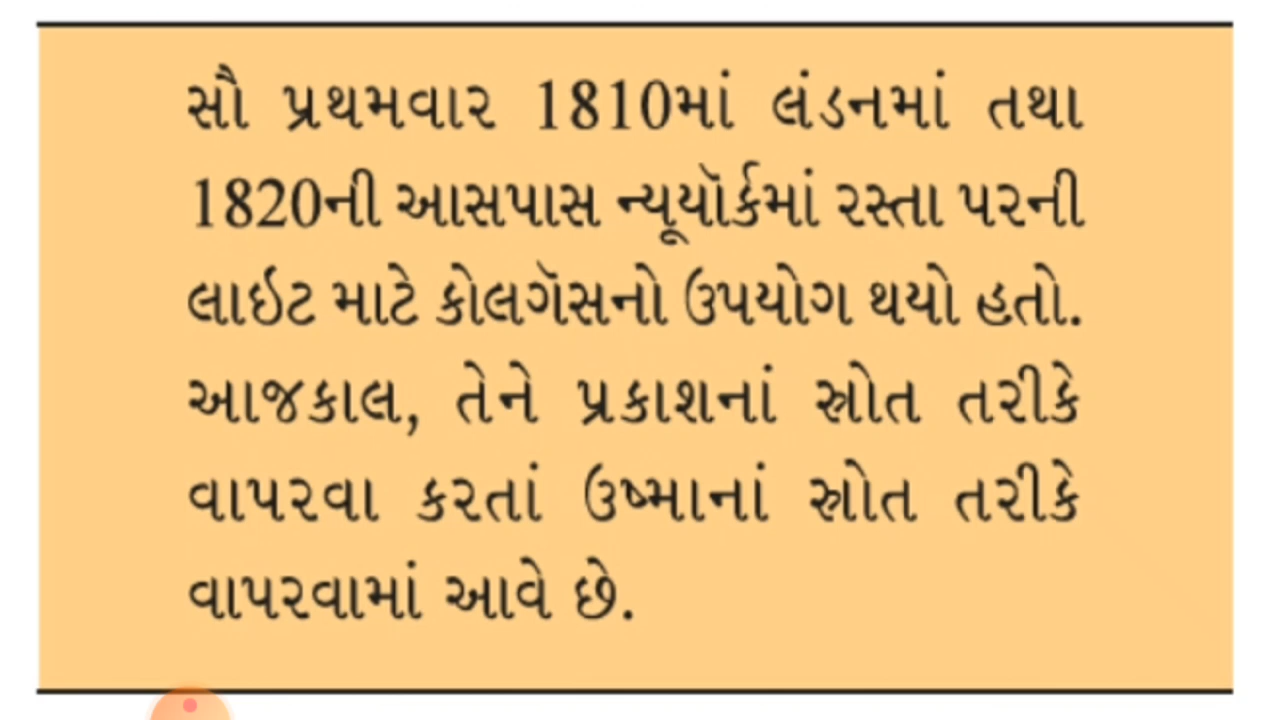 સૌ પ્રથમવાર 1810માં લંડનમાં તથા
1820ની આસપાસ ન્યૂયૉર્કમાં રસ્તા પરની
લાઇટ માટે કોલગૅસનો ઉપયોગ થયો હતો.
આજકાલ, તેને પ્રકાશનાં સ્રોત તરીકે
વાપરવા કરતાં ઉષ્માનાં સ્રોત તરીકે
વાપરવામાં આવે છે.